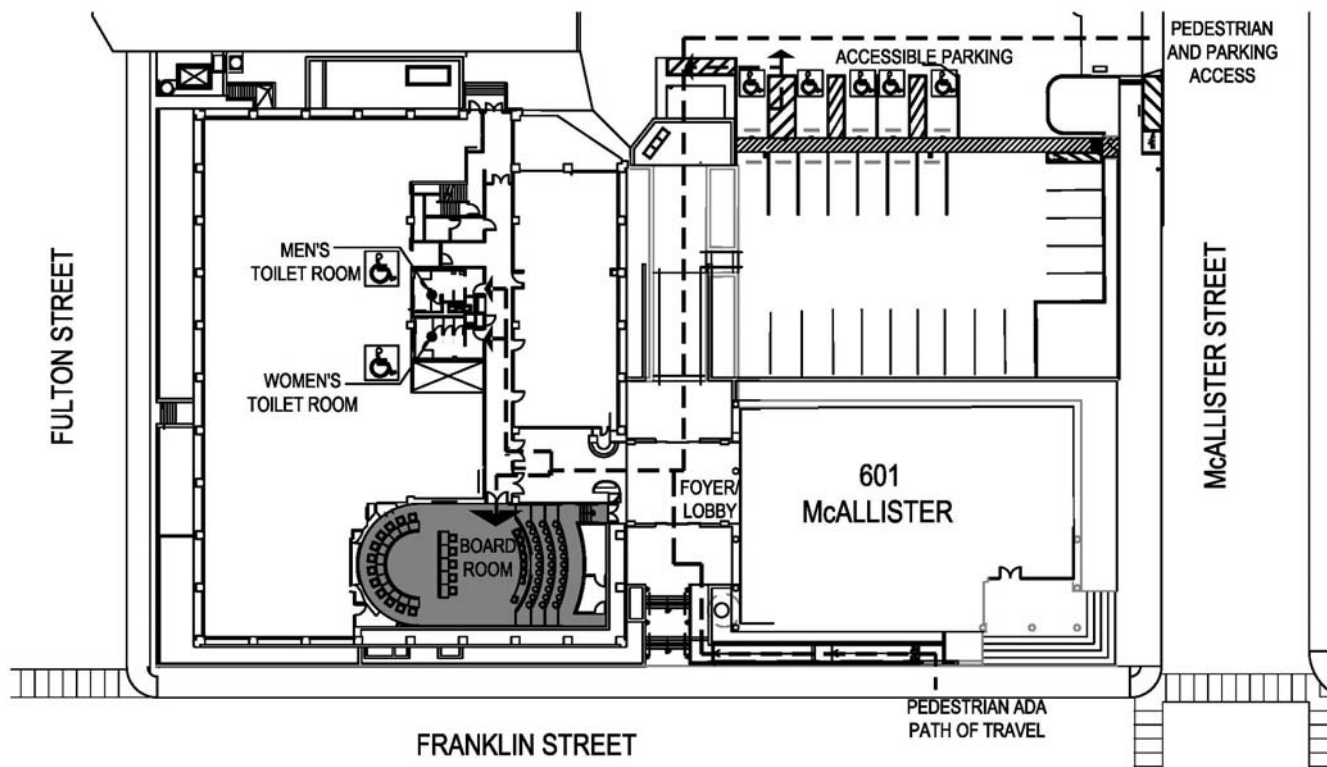 PEDESTRIAN
AND PARKING
ACCESS
ACCESSIBLE PARKING
MEN'S
TOILET ROOM
WOMEN'S
TOILET ROOM
FULTON STREET
McALLISTER STREET
FOYER/
LOBBY
601
McALLISTER
BOARD
ROOM
PEDESTRIAN ADA
PATH OF TRAVEL
FRANKLIN STREET